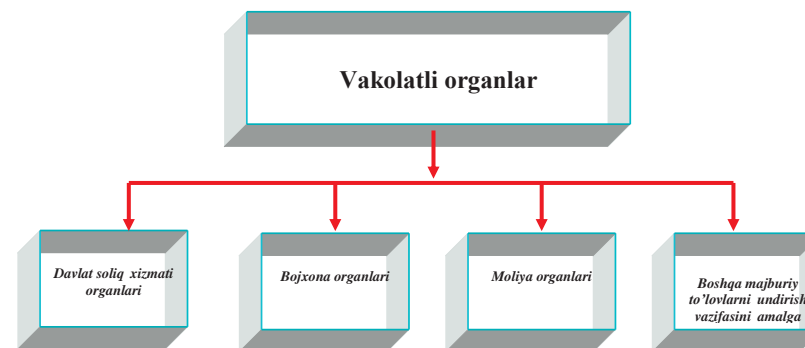 Vakolatli organlar
Davlat soliq xizmati
organlari
Bojxona organlari
Moliya organlari
Boshqa majburiy
to’lovlarni undirish
vazifasini amalga